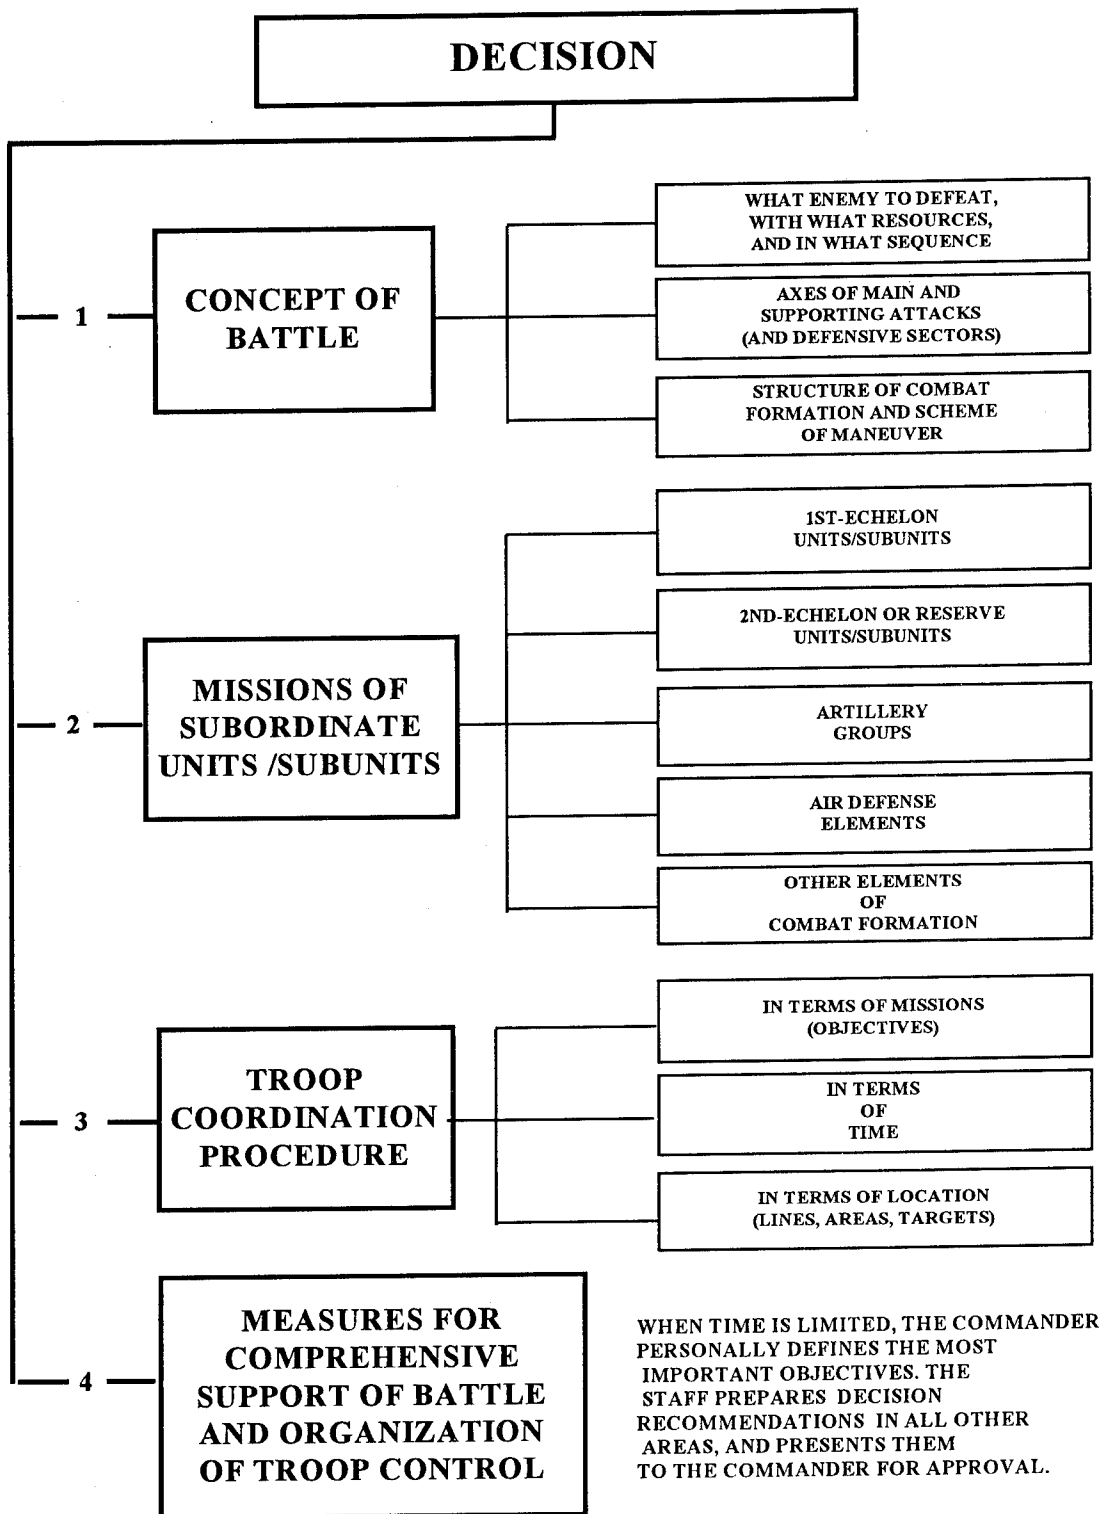 DECISION
1
CONCEPT OF
BATTLE
WHAT ENEMY TO DEFEAT,
WITH WHAT RESOURCES,
AND IN WHAT SEQUENCE
AXES OF MAIN AND
SUPPORTING ATTACKS
(AND DEFENSIVE SECTORS)
STRUCTURE OF COMBAT
FORMATION AND SCHEME
OF MANEUVER
2
MISSIONS OF
SUBORDINATE
UNITS /SUBUNITS
1ST-ECHELON
UNITS/SUBUNITS
2ND-ECHELON OR RESERVE
UNITS/SUBUNITS
ARTILLERY
GROUPS
AIR DEFENSE
ELEMENTS
OTHER ELEMENTS
OF
COMBAT FORMATION
3
TROOP
COORDINATION
PROCEDURE
IN TERMS OF MISSIONS
(OBJECTIVES)
IN TERMS
OF
TIME
IN TERMS OF LOCATION
(LINES, AREAS, TARGETS)
4
MEASURES FOR
COMPREHENSIVE
SUPPORT OF BATTLE
AND ORGANIZATION
OF TROOP CONTROL
WHEN TIME IS LIMITED, THE COMMANDER
PERSONALLY DEFINES THE MOST
IMPORTANT OBJECTIVES. THE
STAFF PREPARES DECISION
RECOMMENDATIONS IN ALL OTHER
AREAS, AND PRESENTS THEM
TO THE COMMANDER FOR APPROVAL.